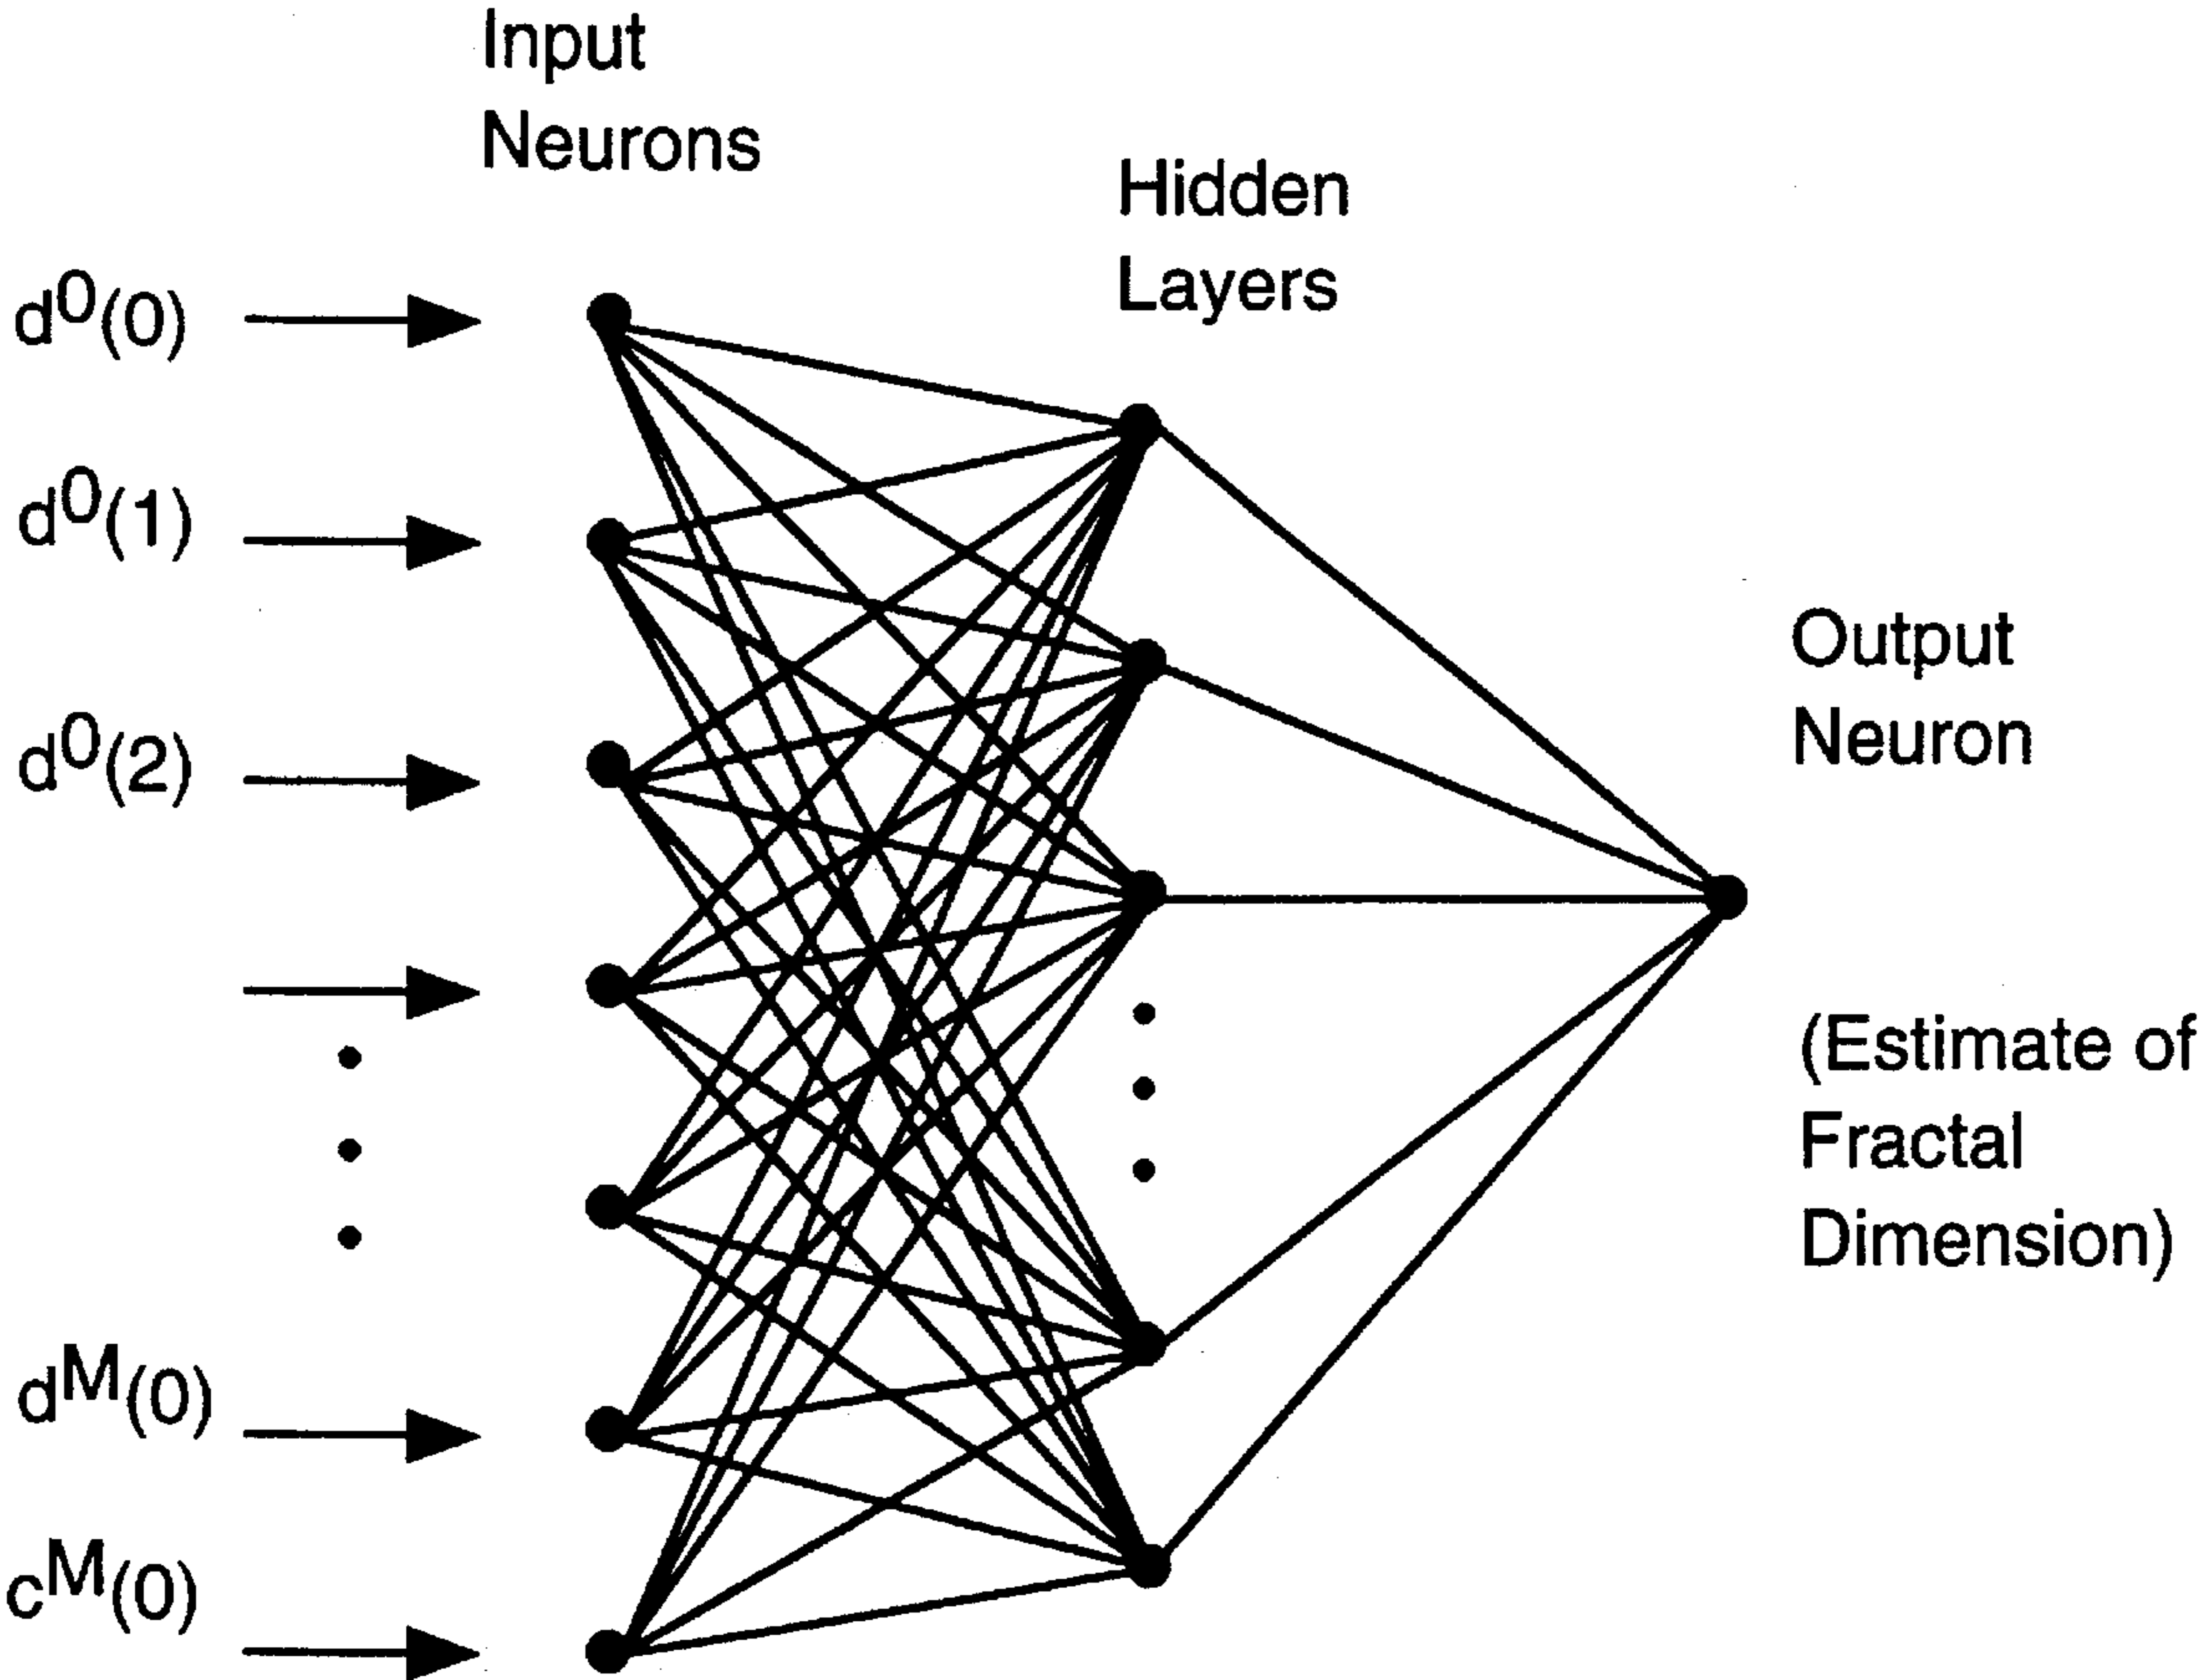 Input
Neurons
Hidden
Layers
d⁰(0)
d⁰(1)
d⁰(2)
dᴹ(0)
cᴹ(0)
Output
Neuron
(Estimate of
Fractal
Dimension)